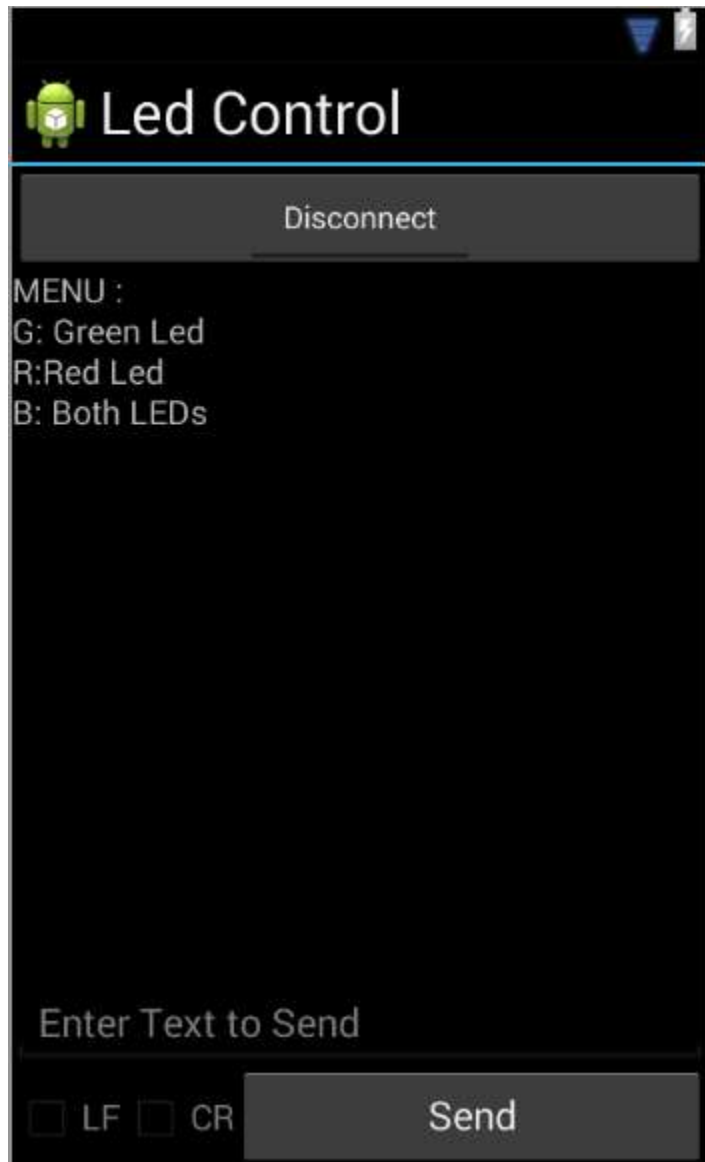 Led Control
Disconnect
MENU :
G: Green Led
R:Red Led
B: Both LEDs
Enter Text to Send
LF CR Send